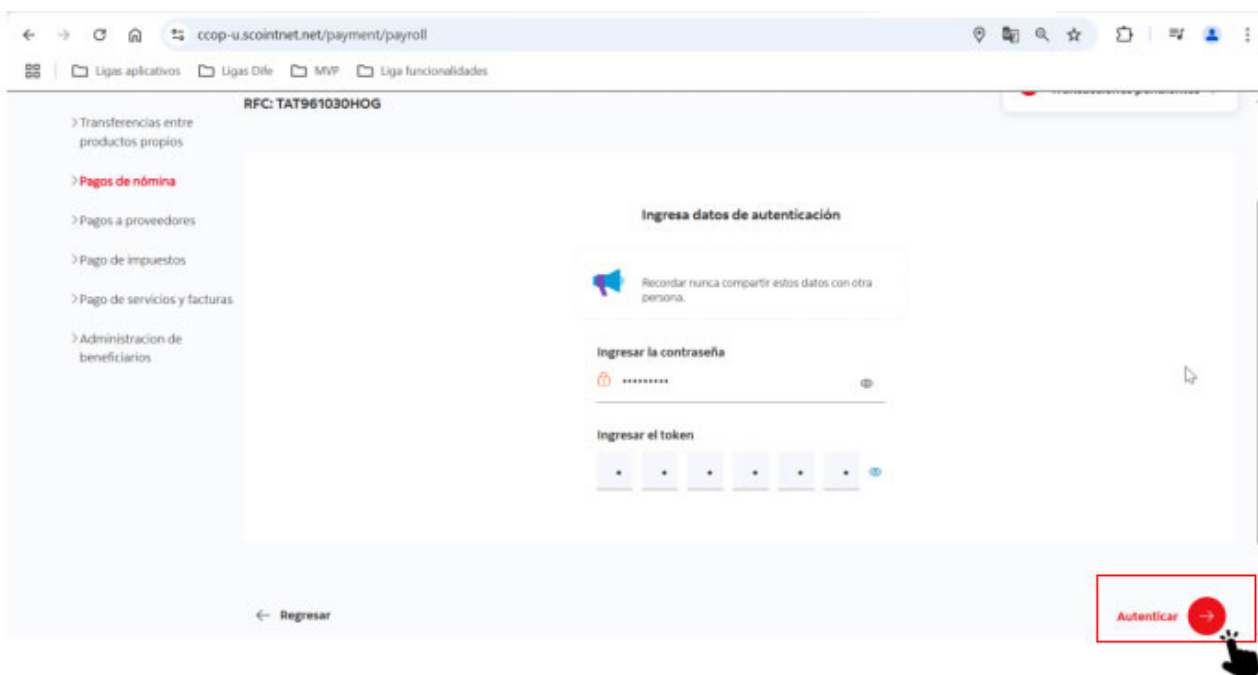 ccop-u.scointnet.net/payment/payroll
Ligas aplicativos Ligas Dife MVP Liga funcionalidades
RFC: TAT961030HOG
Transacciones pendientes
Transferencias entre
productos propios
Pagos de nómina
Pagos a proveedores
Pago de impuestos
Pago de servicios y facturas
Administracion de
beneficiarios
Ingresa datos de autenticación
Recordar nunca compartir estos datos con otra
persona.
Ingresar la contraseña
•••••••••
Ingresar el token
• • • • • •
Regresar
Autenticar